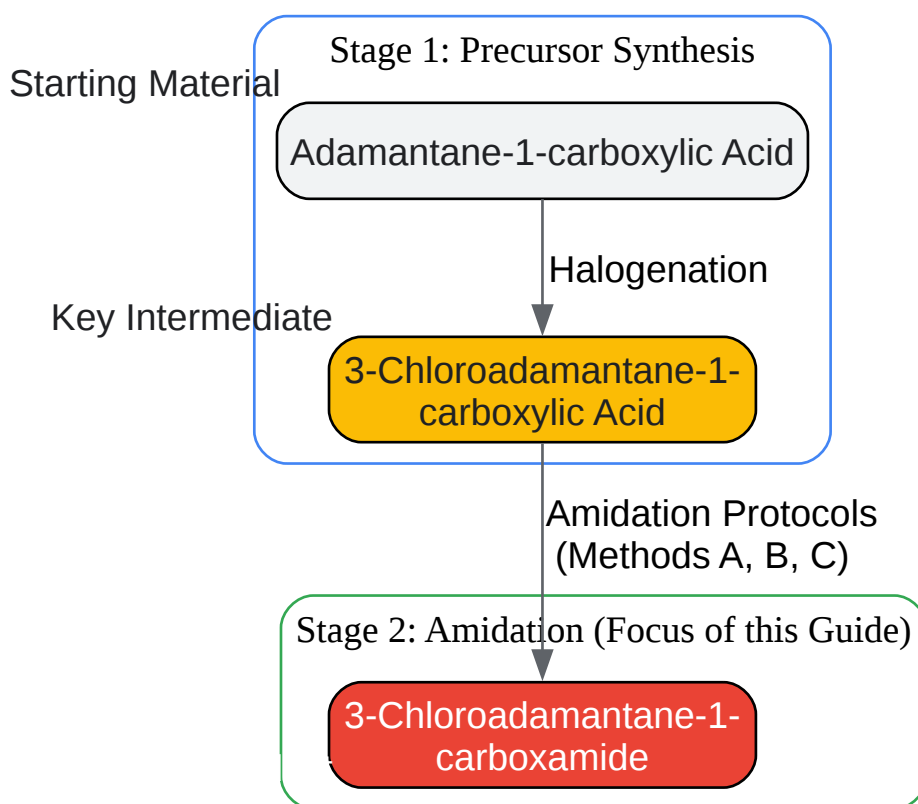 Stage 1: Precursor Synthesis
Starting Material
Adamantane-1-carboxylic Acid
Halogenation
Key Intermediate
3-Chloroadamantane-1-
carboxylic Acid
Amidation Protocols
(Methods A, B, C)
Stage 2: Amidation (Focus of this Guide)
3-Chloroadamantane-1-
carboxamide